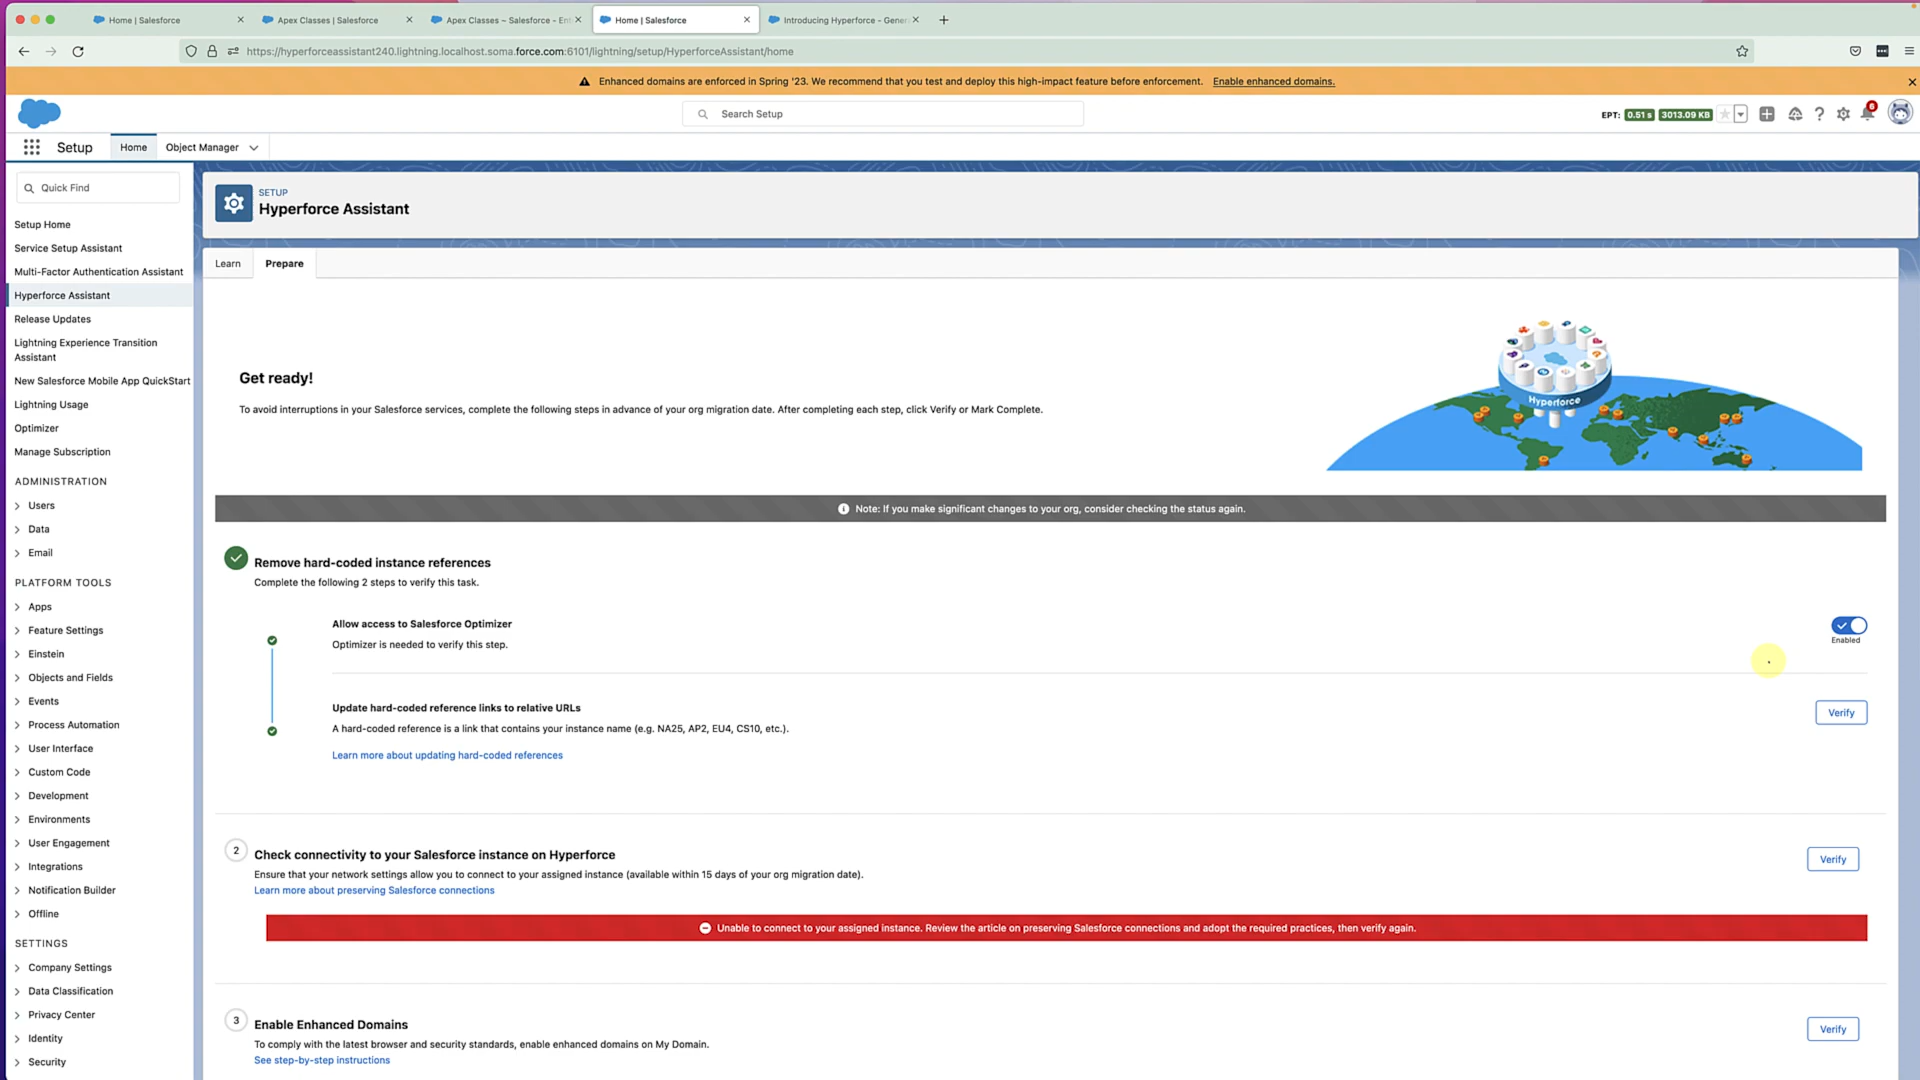 Home | Salesforce
Apex Classes | Salesforce
Apex Classes ~ Salesforce - Ent
Home | Salesforce
Introducing Hyperforce - Gener
https://hyperforceassistant240.lightning.localhost.soma.force.com:6101/lightning/setup/HyperforceAssistant/home
Enhanced domains are enforced in Spring '23. We recommend that you test and deploy this high-impact feature before enforcement. Enable enhanced domains.
Search Setup
EPT: 0.51 s 3013.09 KB
Setup
Home
Object Manager
Quick Find
Setup Home
Service Setup Assistant
Multi-Factor Authentication Assistant
Hyperforce Assistant
Release Updates
Lightning Experience Transition
Assistant
New Salesforce Mobile App QuickStart
Lightning Usage
Optimizer
Manage Subscription
ADMINISTRATION
Users
Data
Email
PLATFORM TOOLS
Apps
Feature Settings
Einstein
Objects and Fields
Events
Process Automation
User Interface
Custom Code
Development
Environments
User Engagement
Integrations
Notification Builder
Offline
SETTINGS
Company Settings
Data Classification
Privacy Center
Identity
Security
SETUP
Hyperforce Assistant
Learn
Prepare
Get ready!
To avoid interruptions in your Salesforce services, complete the following steps in advance of your org migration date. After completing each step, click Verify or Mark Complete.
Hyperforce
Note: If you make significant changes to your org, consider checking the status again.
Remove hard-coded instance references
Complete the following 2 steps to verify this task.
Allow access to Salesforce Optimizer
Optimizer is needed to verify this step.
Enabled
Update hard-coded reference links to relative URLs
A hard-coded reference is a link that contains your instance name (e.g. NA25, AP2, EU4, CS10, etc.).
Learn more about updating hard-coded references
Verify
2
Check connectivity to your Salesforce instance on Hyperforce
Ensure that your network settings allow you to connect to your assigned instance (available within 15 days of your org migration date).
Learn more about preserving Salesforce connections
Verify
Unable to connect to your assigned instance. Review the article on preserving Salesforce connections and adopt the required practices, then verify again.
3
Enable Enhanced Domains
To comply with the latest browser and security standards, enable enhanced domains on My Domain.
See step-by-step instructions
Verify